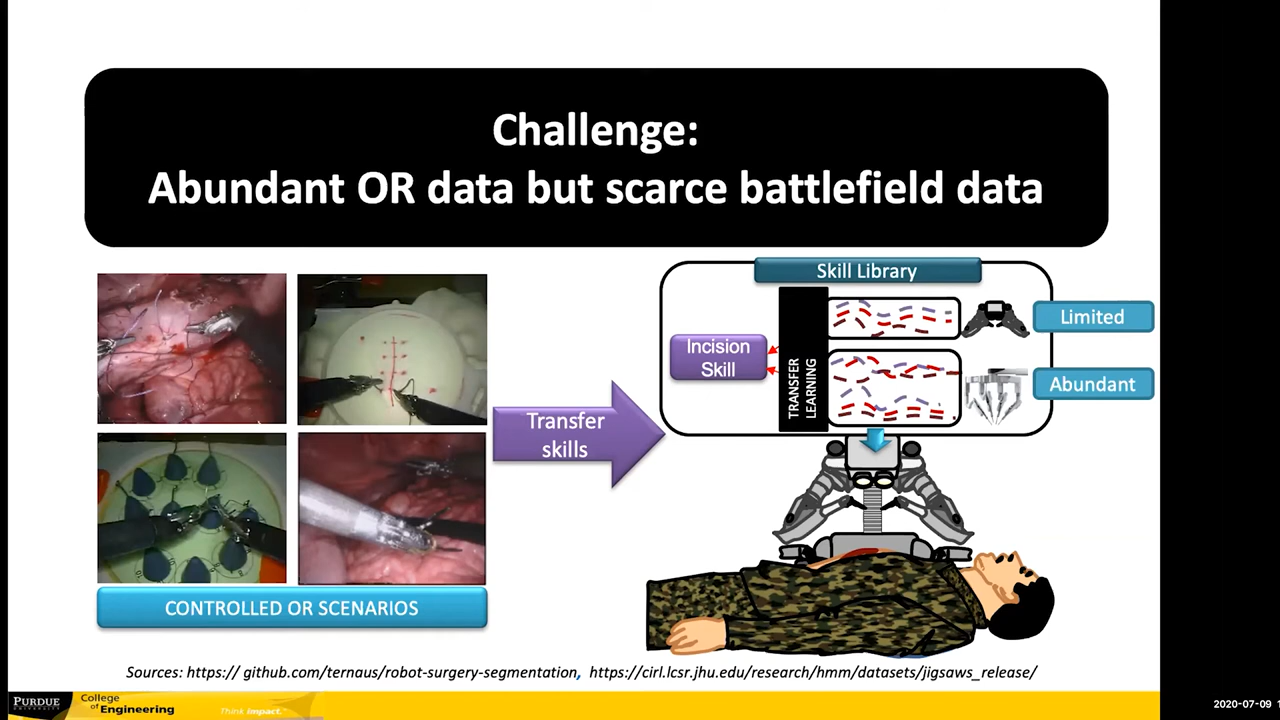 Challenge:
Abundant OR data but scarce battlefield data
Skill Library
Limited
Incision
Skill
TRANSFER
LEARNING
Abundant
Transfer
skills
CONTROLLED OR SCENARIOS
Sources: https:// github.com/ternaus/robot-surgery-segmentation, https://cirl.lcsr.jhu.edu/research/hmm/datasets/jigsaws_release/
PURDUE
UNIVERSITY
College
of Engineering
Think Impact.
2020-07-09